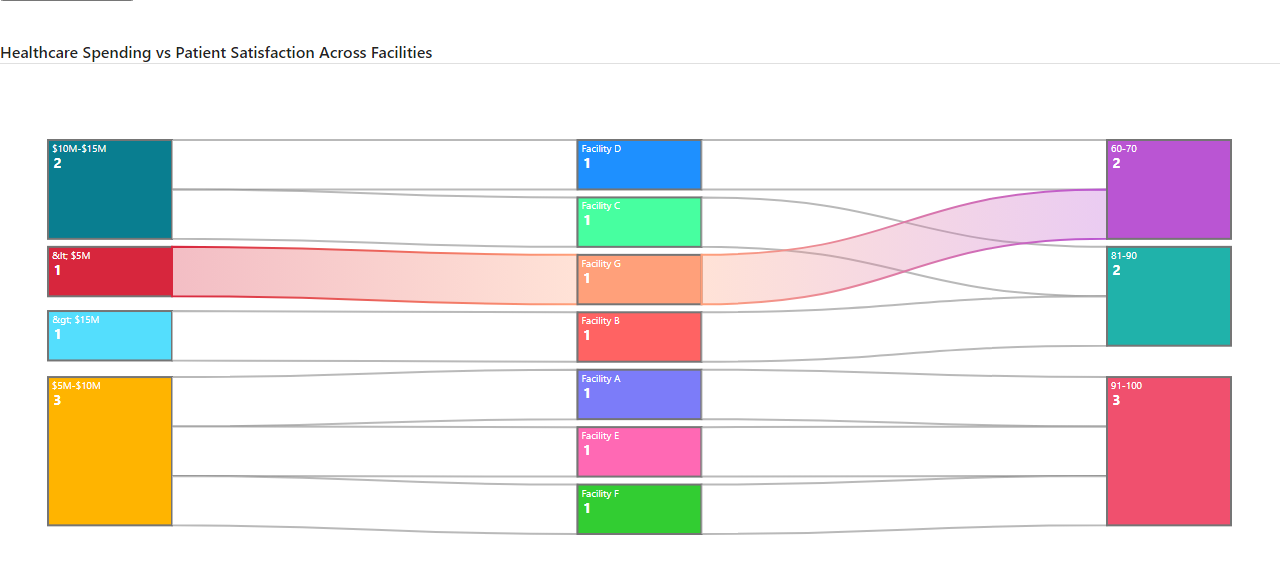 Healthcare Spending vs Patient Satisfaction Across Facilities
$10M-$15M
2
&lt; $5M
1
&gt; $15M
1
$5M-$10M
3
Facility D
1
Facility C
1
Facility G
1
Facility B
1
Facility A
1
Facility E
1
Facility F
1
60-70
2
81-90
2
91-100
3